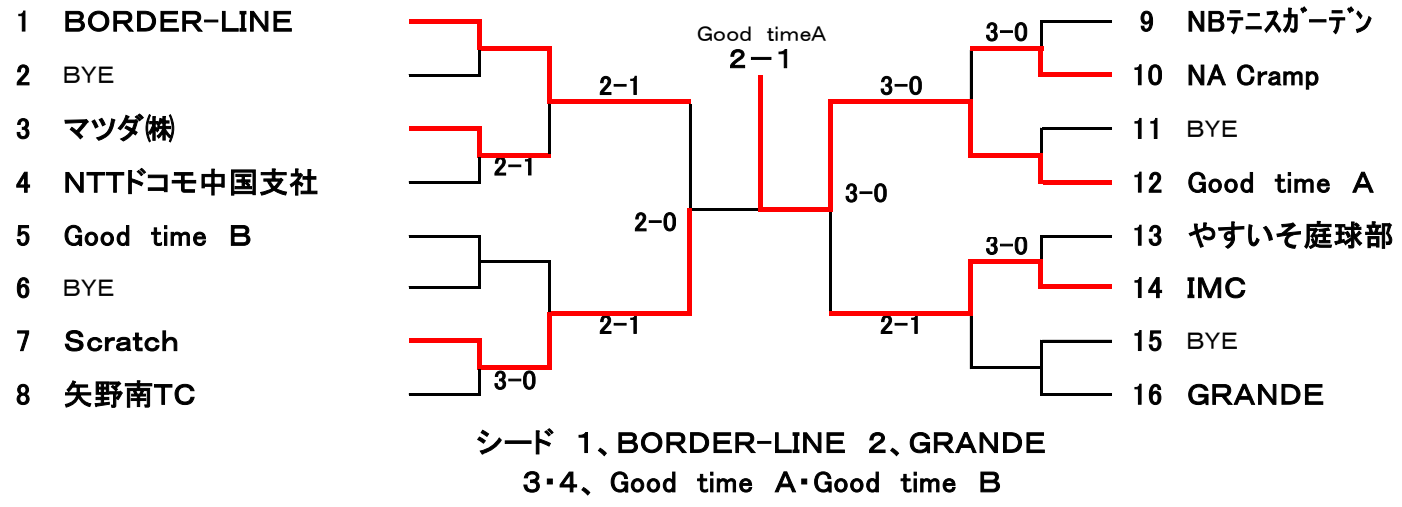 1 BORDER-LINE
2 BYE
3 マツダ㈱
4 NTTドコモ中国支社
5 Good time B
6 BYE
7 Scratch
8 矢野南TC
2-1
2-1
2-0
2-1
3-0
Good timeA
2-1
3-0
3-0
3-0
3-0
2-1
9 NBﾃﾆｽｶﾞｰﾃﾞﾝ
10 NA Cramp
11 BYE
12 Good time A
13 やすいそ庭球部
14 IMC
15 BYE
16 GRANDE
シード 1、BORDER-LINE 2、GRANDE
3・4、Good time A・Good time B